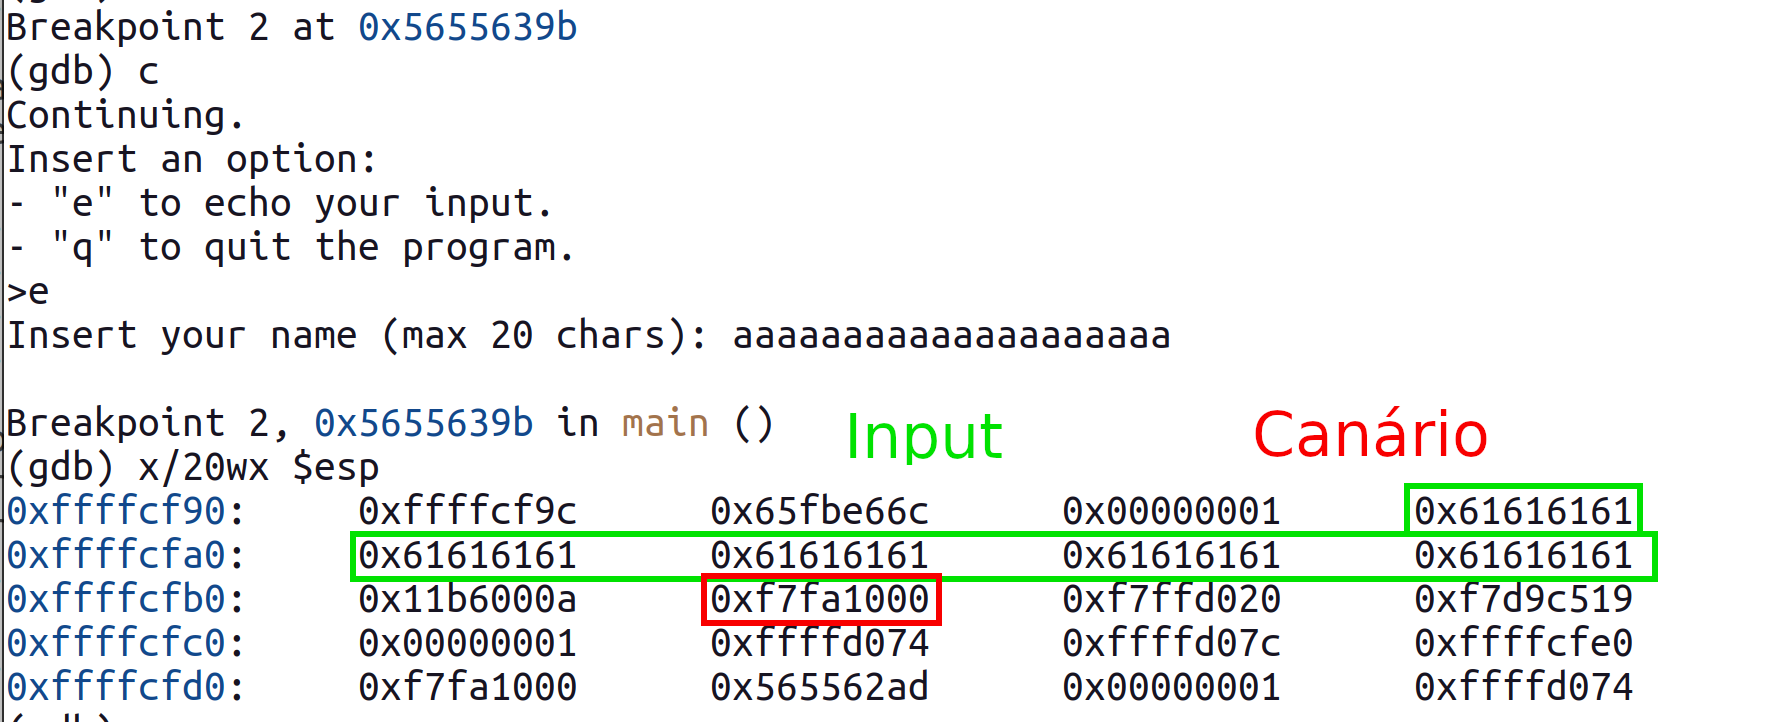 Breakpoint 2 at 0x5655639b
(gdb) c
Continuing.
Insert an option:
- "e" to echo your input.
- "q" to quit the program.
>e
Insert your name (max 20 chars): aaaaaaaaaaaaaaaaaaaa
Breakpoint 2, 0x5655639b in main ()
Input Canário
(gdb) x/20wx $esp
0xffffcf90: 0xffffcf9c 0x65fbe66c 0x00000001 0x61616161
0xffffcfa0: 0x61616161 0x61616161 0x61616161 0x61616161
0xffffcfb0: 0x11b6000a 0xf7fa1000 0xf7ffd020 0xf7d9c519
0xffffcfc0: 0x00000001 0xffffd074 0xffffd07c 0xffffcfe0
0xffffcfd0: 0xf7fa1000 0x565562ad 0x00000001 0xffffd074